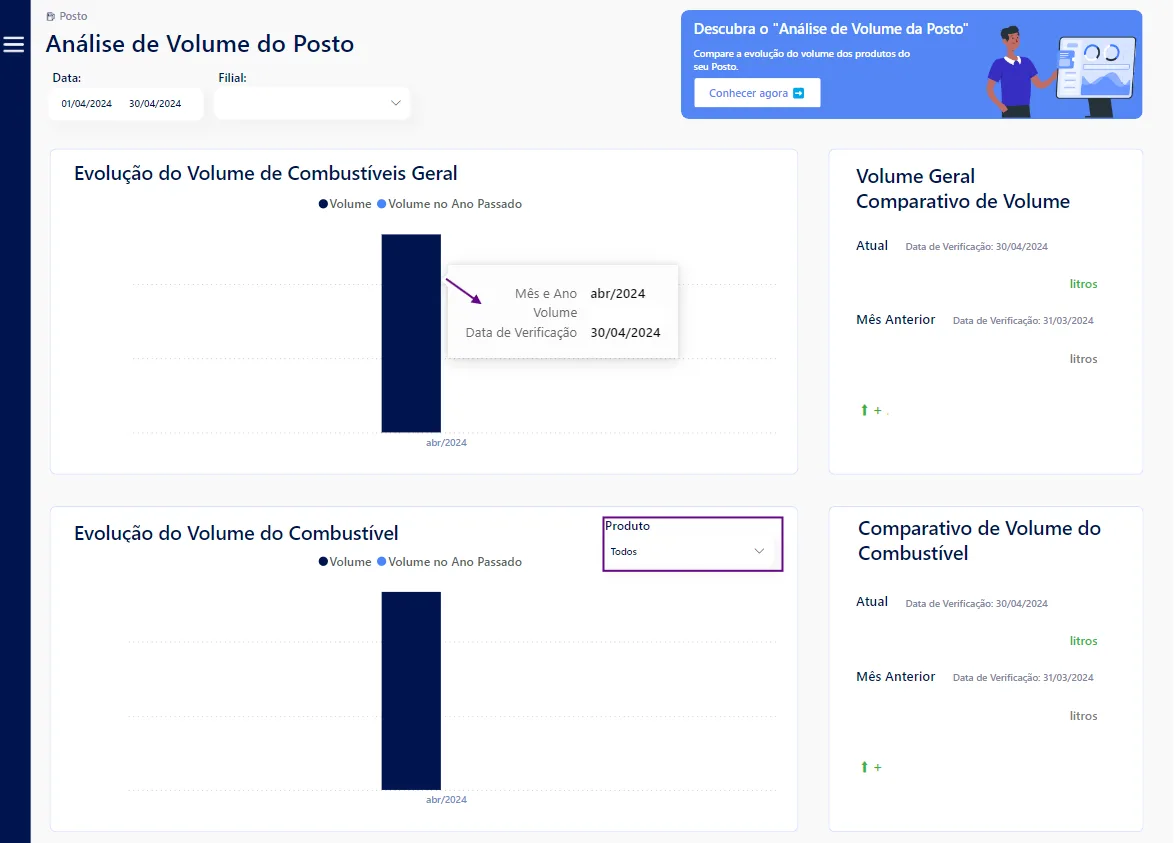 Posto
Análise de Volume do Posto
Data:
Filial:
01/04/2024 30/04/2024
Descubra o "Análise de Volume da Posto"
Compare a evolução do volume dos produtos do
seu Posto.
Conhecer agora
Evolução do Volume de Combustíveis Geral
Volume Volume no Ano Passado
Mês e Ano abr/2024
Volume
Data de Verificação 30/04/2024
abr/2024
Volume Geral
Comparativo de Volume
Atual Data de Verificação: 30/04/2024
litros
Mês Anterior Data de Verificação: 31/03/2024
litros
+
Evolução do Volume do Combustível
Produto
Todos
Volume Volume no Ano Passado
abr/2024
Comparativo de Volume do
Combustível
Atual Data de Verificação: 30/04/2024
litros
Mês Anterior Data de Verificação: 31/03/2024
litros
+